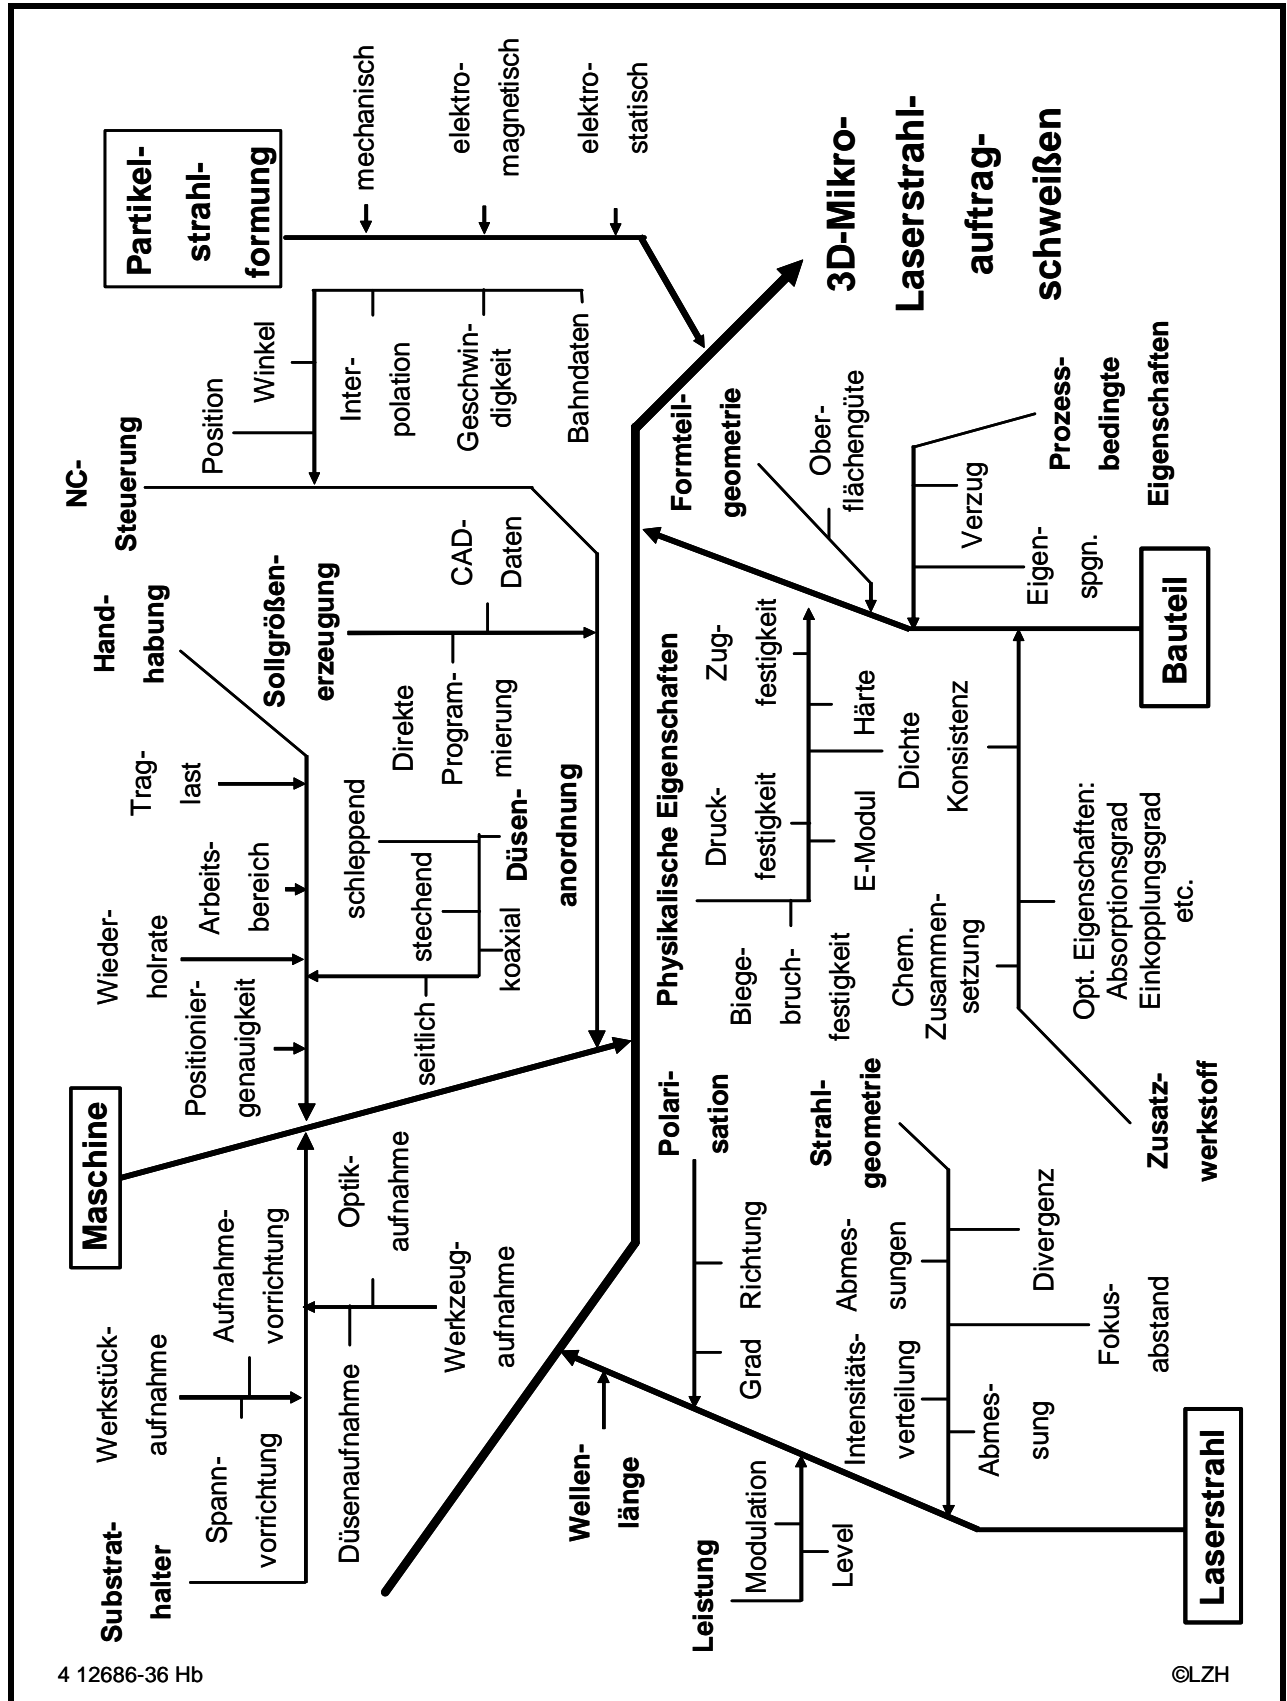 Substrat-
halter
Werkstück-
aufnahme
Spann-
vorrichtung
Aufnahme-
vorrichtung
Düsenaufnahme
Optik-
aufnahme
Werkzeug-
aufnahme
Maschine
Positionier-
genauigkeit
Wieder-
holrate
Arbeits-
bereich
Trag-
last
Hand-
habung
seitlich
koaxial
stechend
schleppend
Düsen-
anordnung
Sollgrößen-
erzeugung
Direkte
Program-
mierung
CAD-
Daten
NC-
Steuerung
Position
Winkel
Inter-
polation
Geschwin-
digkeit
Bahndaten
Partikel-
strahl-
formung
mechanisch
elektro-
magnetisch
elektro-
statisch
3D-Mikro-
Laserstrahl-
auftrag-
schweißen
Wellen-
länge
Leistung
Modulation
Level
Polari-
sation
Grad
Richtung
Strahl-
geometrie
Intensitäts-
verteilung
Abmes-
sungen
Abmes-
sung
Fokus-
abstand
Divergenz
Laserstrahl
Physikalische Eigenschaften
Biege-
bruch-
festigkeit
Druck-
festigkeit
Zug-
festigkeit
E-Modul
Härte
Dichte
Chem.
Zusammen-
setzung
Konsistenz
Opt. Eigenschaften:
Absorptionsgrad
Einkopplungsgrad
etc.
Zusatz-
werkstoff
Formteil-
geometrie
Ober-
flächengüte
Verzug
Eigen-
spgn.
Prozess-
bedingte
Eigenschaften
Bauteil
4 12686-36 Hb
©LZH